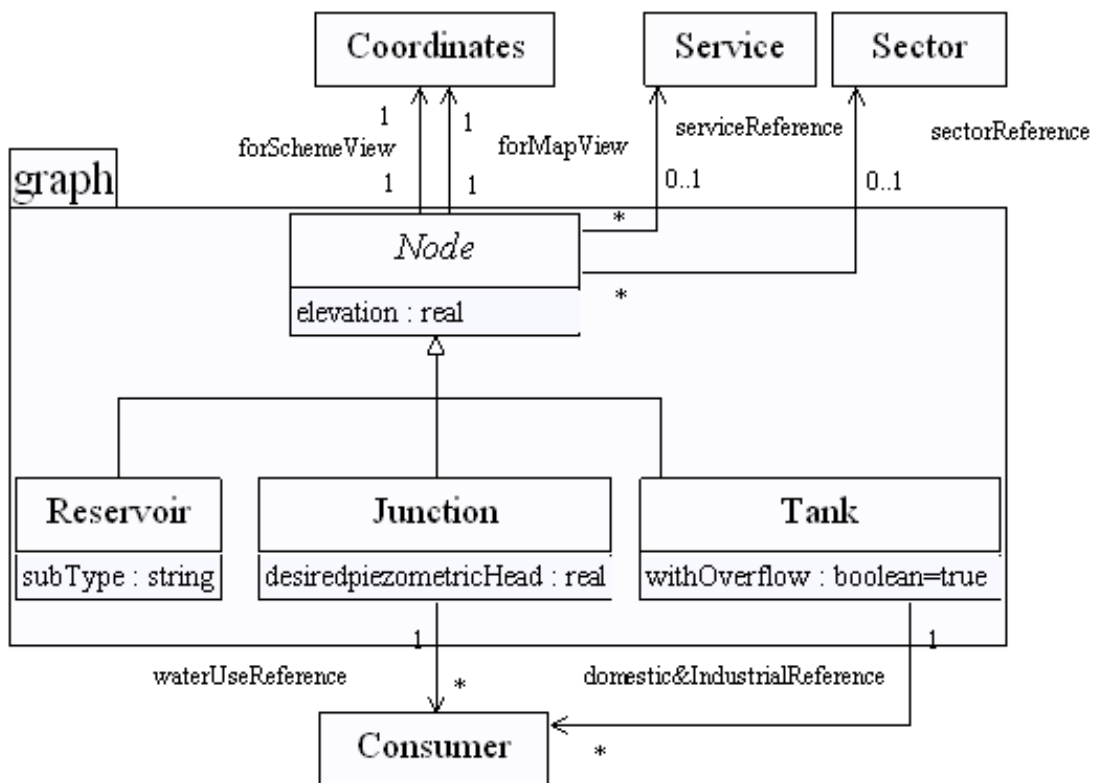 Coordinates
Service
Sector
1
1
forSchemeView
forMapView
serviceReference
sectorReference
1
1
0..1
0..1
graph
Node
*
*
elevation : real
Reservoir
Junction
Tank
subType : string
desiredpiezometricHead : real
withOverflow : boolean=true
1
1
waterUseReference
*
domestic&IndustrialReference
Consumer
*